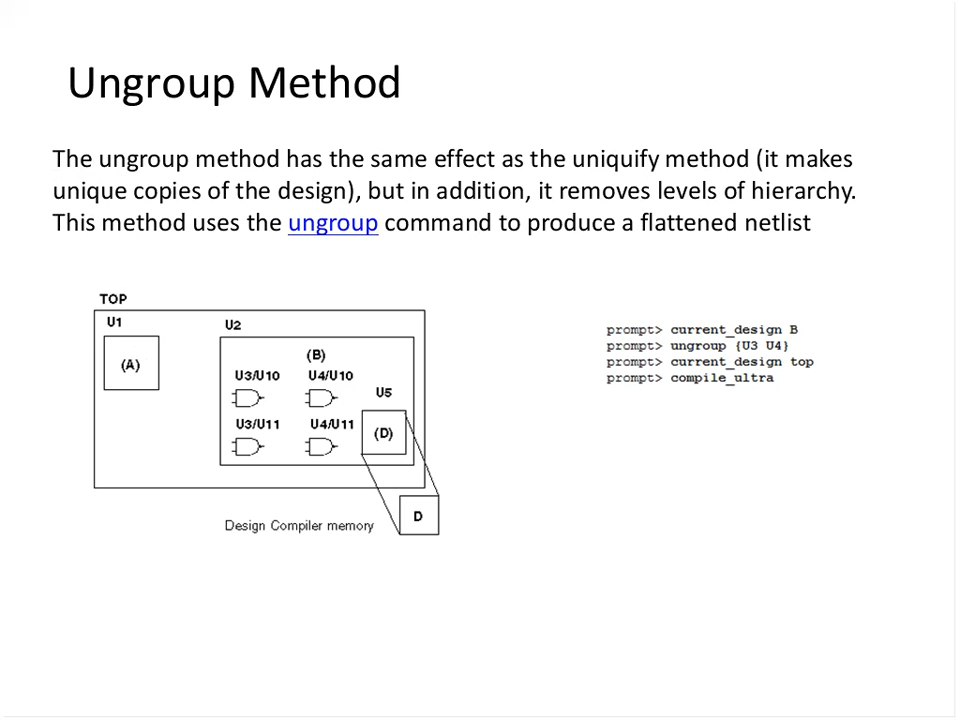 Ungroup Method
The ungroup method has the same effect as the uniquify method (it makes
unique copies of the design), but in addition, it removes levels of hierarchy.
This method uses the ungroup command to produce a flattened netlist
TOP
U1
U2
(A)
(B)
U3/U10 U4/U10
U5
U3/U11 U4/U11
(D)
D
Design Compiler memory
prompt> current_design B
prompt> ungroup {U3 U4}
prompt> current_design top
prompt> compile_ultra